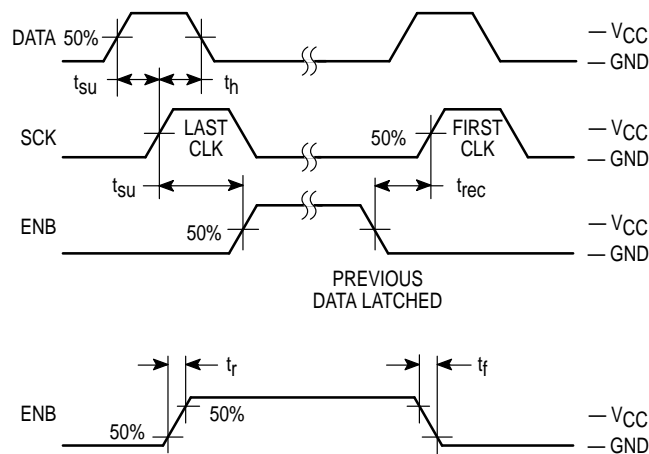 DATA 50% — VCC
— GND
tsu th
SCK LAST CLK 50% FIRST CLK — VCC
— GND
tsu trec
ENB 50% — VCC
— GND
PREVIOUS
DATA LATCHED
tr tf
ENB 50% 50% — VCC
— GND